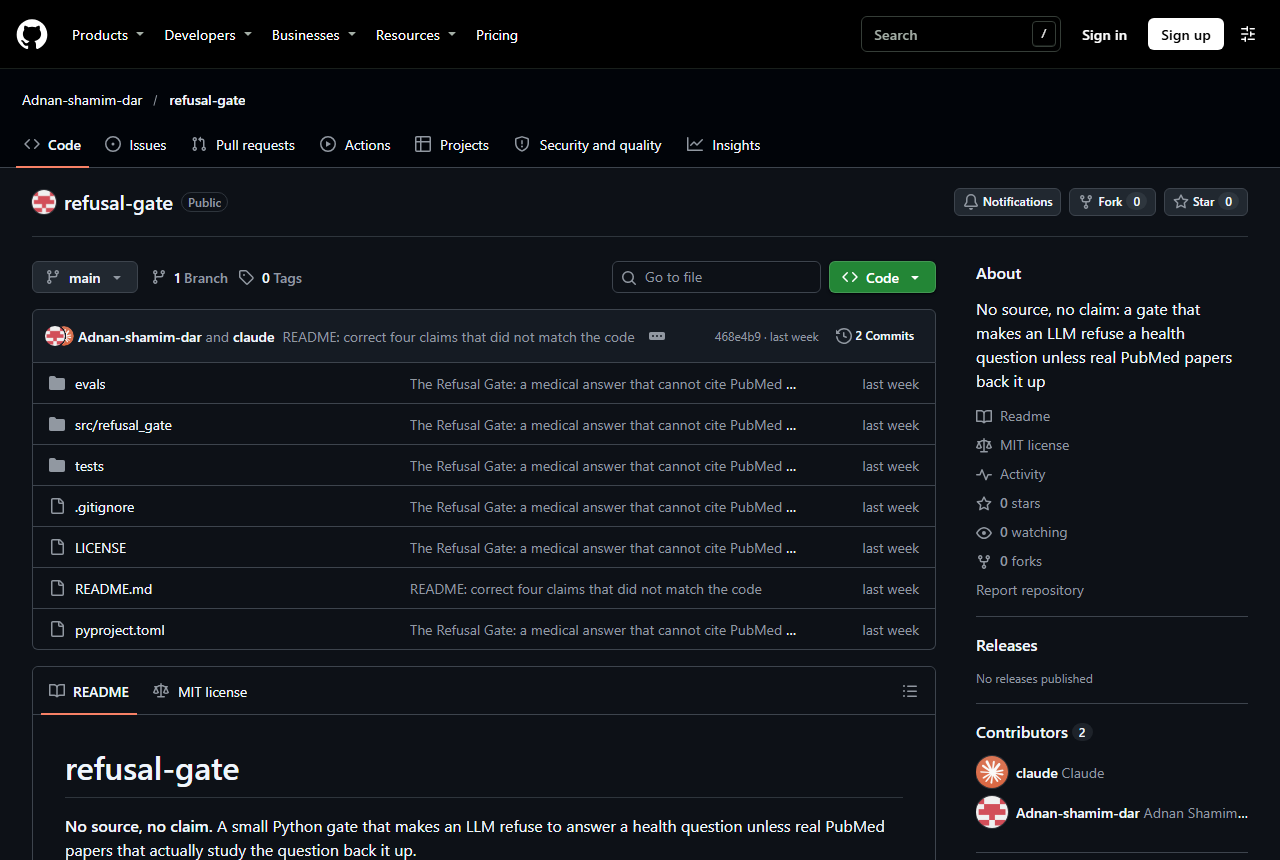 Products Developers Businesses Resources Pricing Search / Sign in Sign up
Adnan-shamim-dar / refusal-gate
Code Issues Pull requests Actions Projects Security and quality Insights
refusal-gate Public Notifications Fork 0 Star 0
main 1 Branch 0 Tags Go to file Code
Adnan-shamim-dar and claude README: correct four claims that did not match the code 468e4b9 · last week 2 Commits
evals The Refusal Gate: a medical answer that cannot cite PubMed ... last week
src/refusal_gate The Refusal Gate: a medical answer that cannot cite PubMed ... last week
tests The Refusal Gate: a medical answer that cannot cite PubMed ... last week
.gitignore The Refusal Gate: a medical answer that cannot cite PubMed ... last week
LICENSE The Refusal Gate: a medical answer that cannot cite PubMed ... last week
README.md README: correct four claims that did not match the code last week
pyproject.toml The Refusal Gate: a medical answer that cannot cite PubMed ... last week
README MIT license
refusal-gate
No source, no claim. A small Python gate that makes an LLM refuse to answer a health question unless real PubMed
papers that actually study the question back it up.
About
No source, no claim: a gate that
makes an LLM refuse a health
question unless real PubMed papers
back it up
Readme
MIT license
Activity
0 stars
0 watching
0 forks
Report repository
Releases
No releases published
Contributors 2
claude Claude
Adnan-shamim-dar Adnan Shamim...